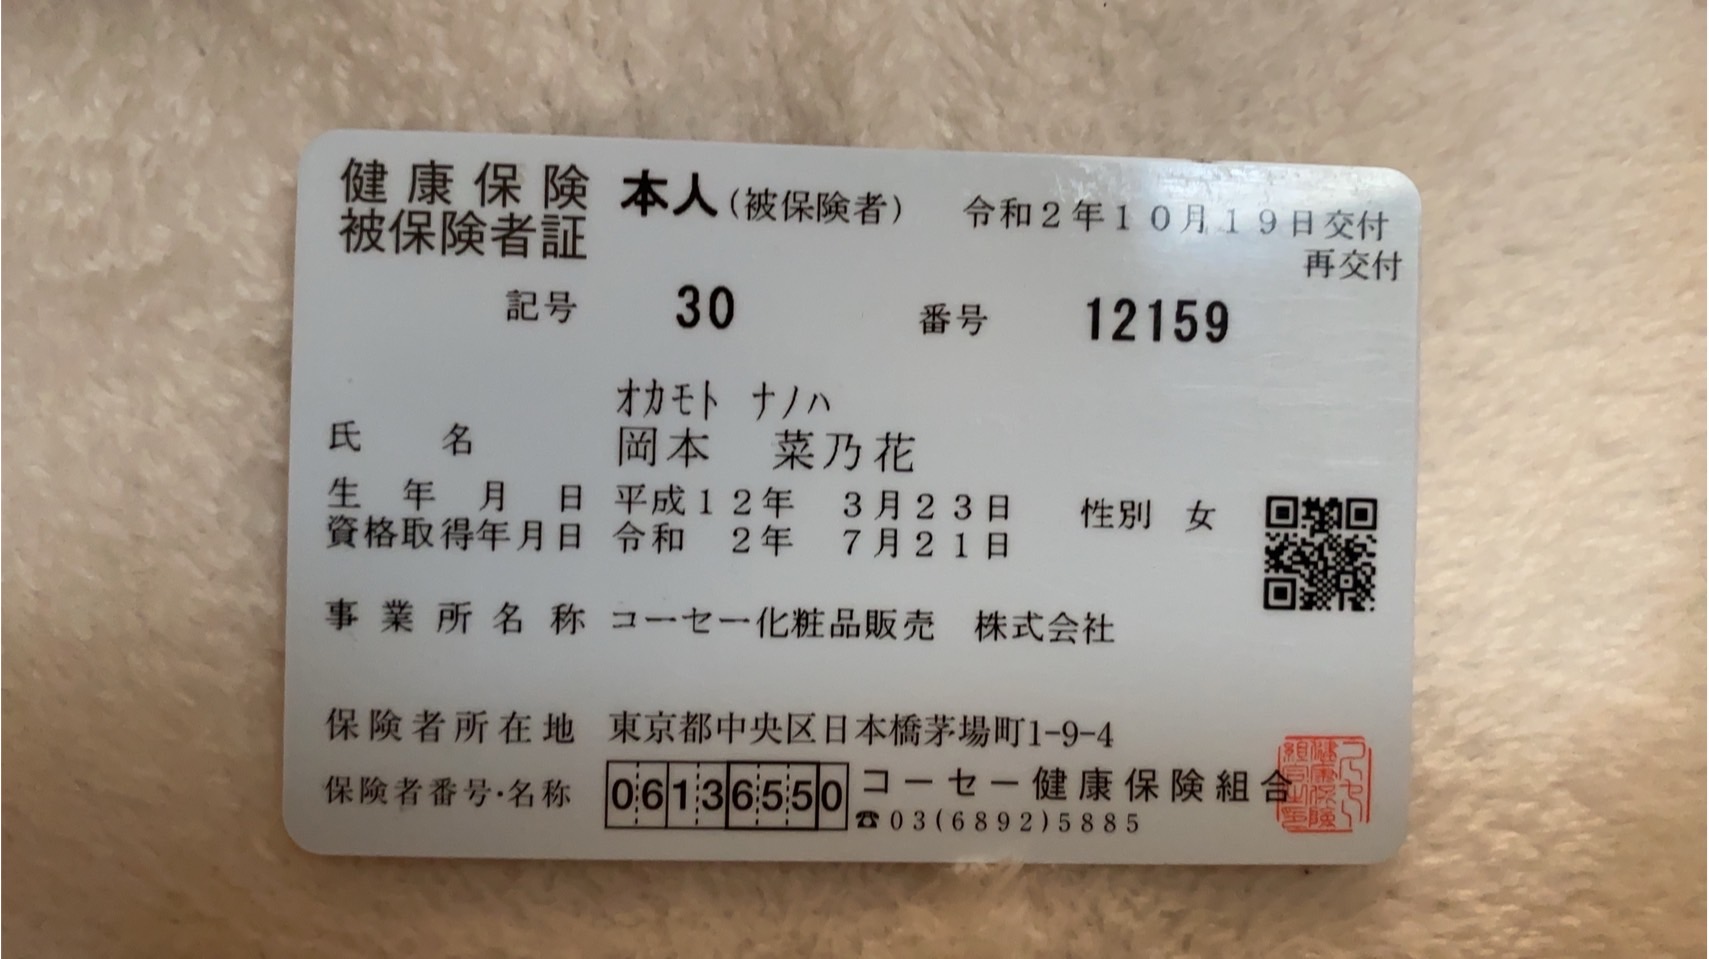 健康保険 本人(被保険者) 令和2年10月19日交付
被保険者証 再交付
記号 30 番号 12159
オカモト ナノハ
氏名 岡本 菜乃花
生年月日 平成12年 3月23日 性別 女
資格取得年月日 令和 2年 7月21日
事業所名称 コーセー化粧品販売 株式会社
保険者所在地 東京都中央区日本橋茅場町1-9-4
保険者番号・名称 06136550 コーセー健康保険組合
☎03(6892)5885